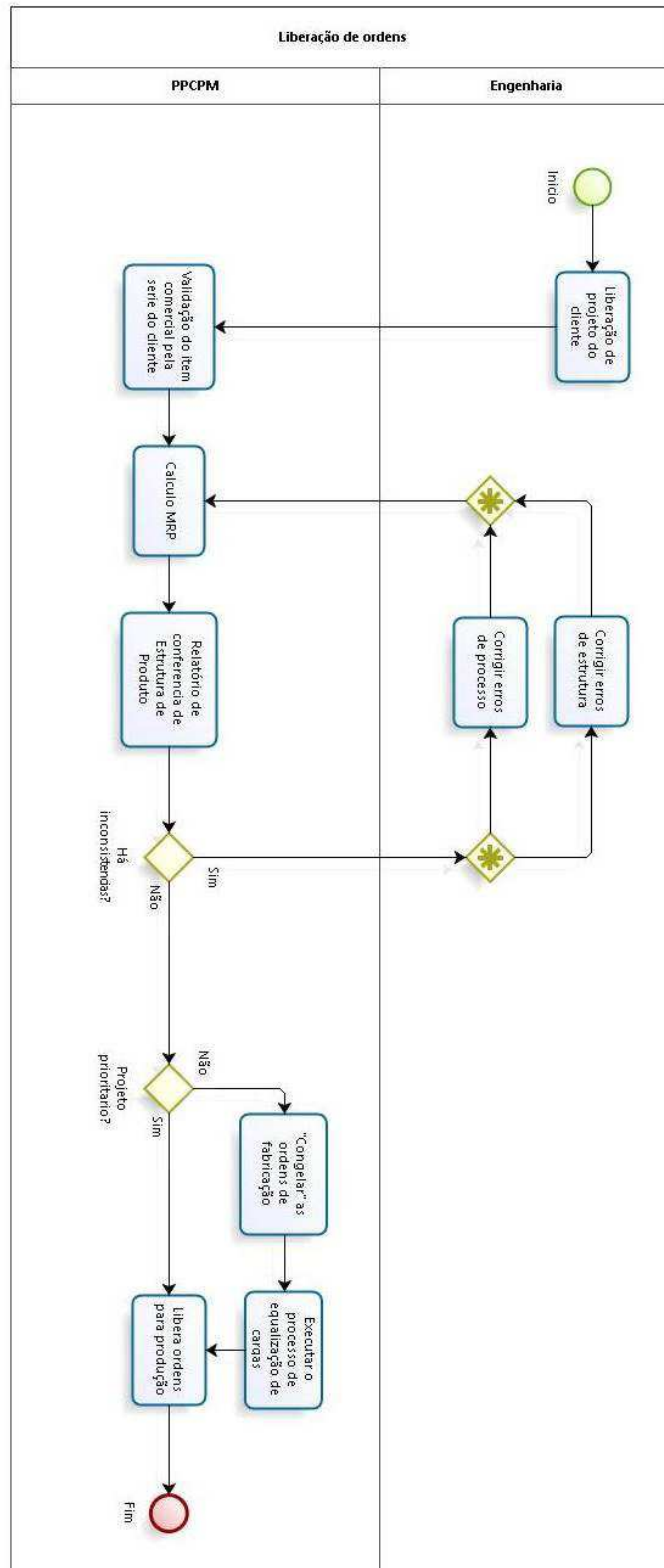 Liberação de ordens
PPCPM
Engenharia
Inicio
Liberação de
projeto do
cliente
Validação do item
comercial pela
serie do cliente
Calculo MRP
Relatório de
conferencia de
Estrutura de
Produto
Corrigir erros
de processo
Corrigir erros
de estrutura
Há
inconsistencias?
Sim
Não
Projeto
prioritario?
Não
Sim
"Congelar" as
ordens de
fabricação
Executar o
processo de
equalização de
cargas
Libera ordens
para produção
Fim